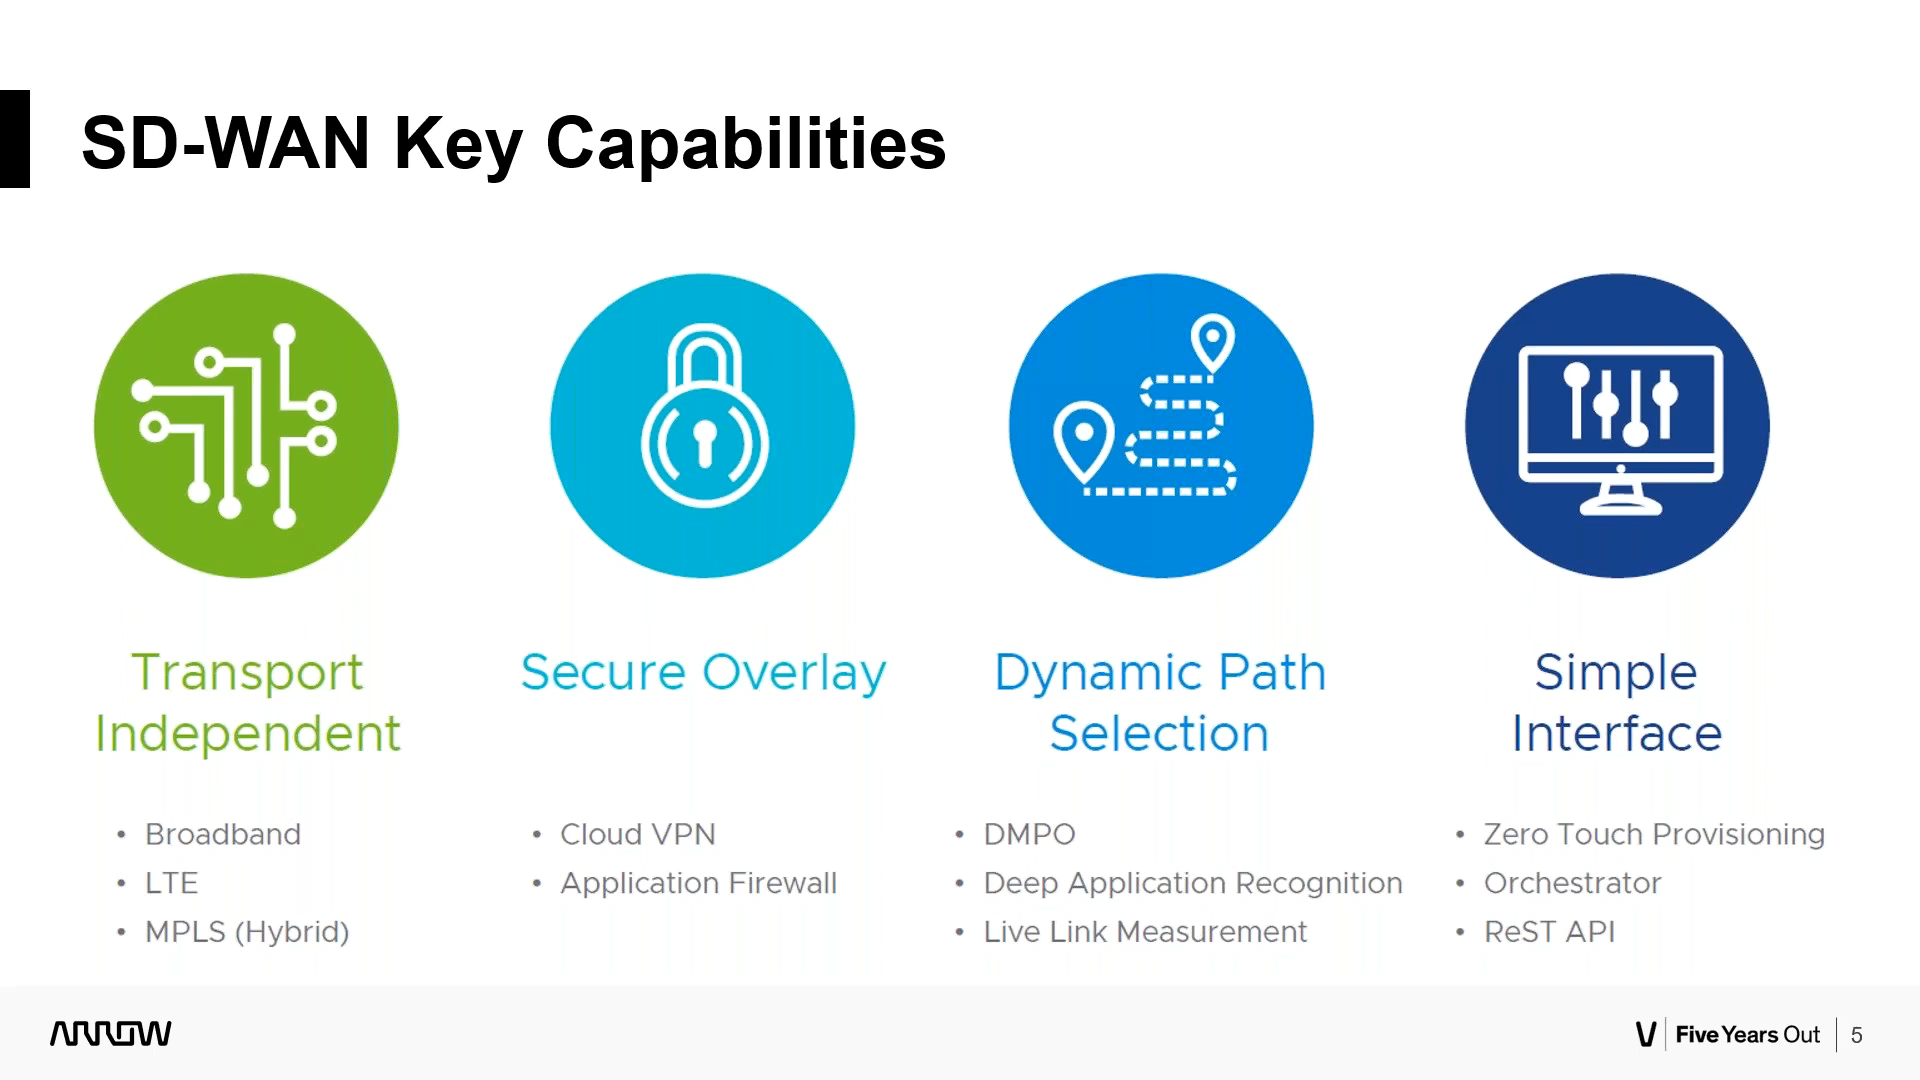 SD-WAN Key Capabilities
Transport
Independent
• Broadband
• LTE
• MPLS (Hybrid)
Secure Overlay
• Cloud VPN
• Application Firewall
Dynamic Path
Selection
• DMPO
• Deep Application Recognition
• Live Link Measurement
Simple
Interface
• Zero Touch Provisioning
• Orchestrator
• ReST API
ARROW
Five Years Out
5